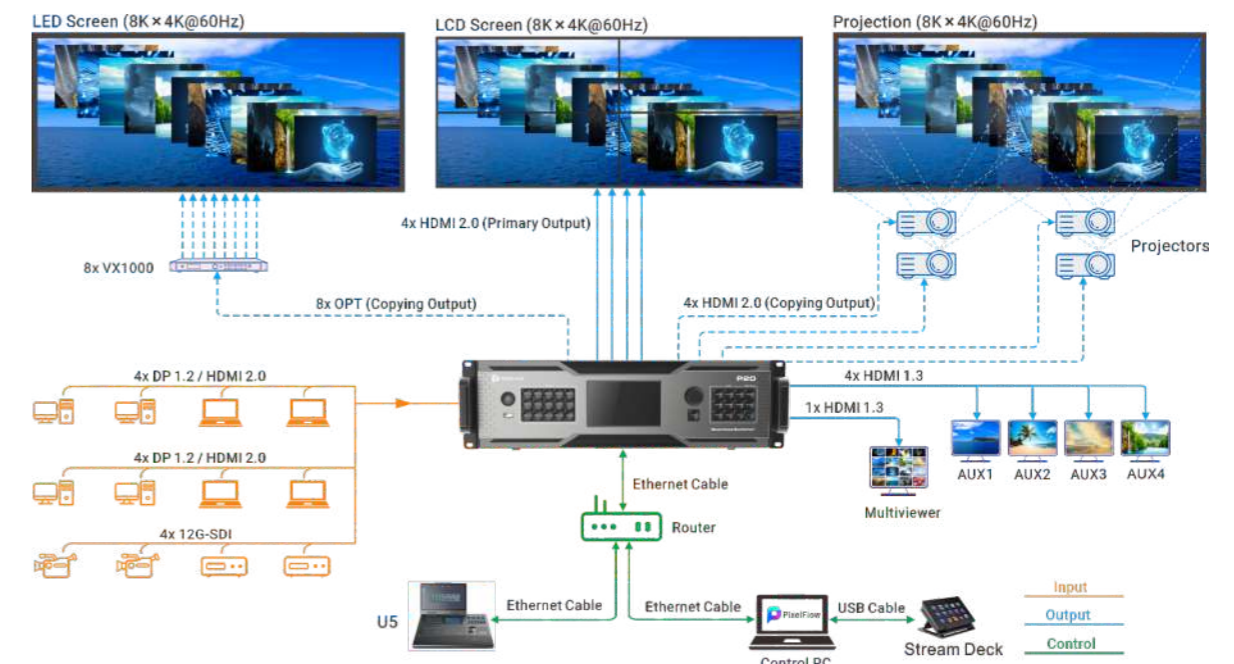 LED Screen (8K × 4K@60Hz)
LCD Screen (8K × 4K@60Hz)
Projection (8K × 4K@60Hz)
4x HDMI 2.0 (Primary Output)
8x VX1000
Projectors
8x OPT (Copying Output)
4x HDMI 2.0 (Copying Output)
4x DP 1.2 / HDMI 2.0
P20
4x HDMI 1.3
1x HDMI 1.3
4x DP 1.2 / HDMI 2.0
AUX1
AUX2
AUX3
AUX4
Ethernet Cable
Multiviewer
4x 12G-SDI
Router
Input
U5
Ethernet Cable
Ethernet Cable
PixelFlow
USB Cable
Output
Stream Deck
Control
Control PC